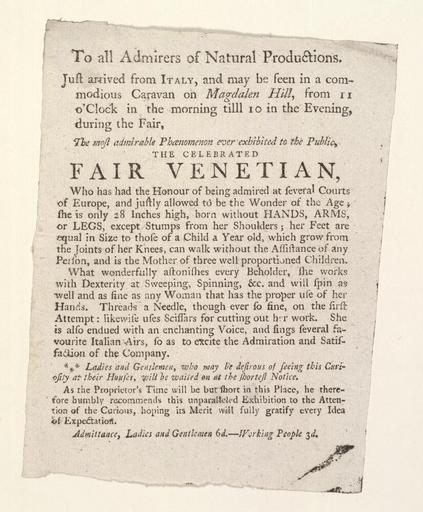 To all Admirers of Natural Productions.
Just arrived from ITALY, and may be seen in a com-
modious Caravan on Magdalen Hill, from 11
o'Clock in the morning tilll 10 in the Evening,
during the Fair,
The most admirable Phænomenon ever exhibited to the Public,
THE CELEBRATED
FAIR VENETIAN,
Who has had the Honour of being admired at several Courts
of Europe, and justly allowed to be the Wonder of the Age;
she is only 28 Inches high, born without HANDS, ARMS,
or LEGS, except Stumps from her Shoulders; her Feet are
equal in Size to those of a Child a Year old, which grow from
the Joints of her Knees, can walk without the Assistance of any
Person, and is the Mother of three well proportioned Children.
What wonderfully astonishes every Beholder, she works
with Dexterity at Sweeping, Spinning, &c. and will spin as
well and as fine as any Woman that has the proper use of her
Hands. Threads a Needle, though ever so fine, on the first
Attempt: likewise uses Scissars for cutting out her work. She
is also endued with an enchanting Voice, and sings several fa-
vourite Italian Airs, so as to excite the Admiration and Satis-
faction of the Company.
*** Ladies and Gentlemen, who may be desirous of seeing this Curi-
osity at their Houses, will be waited on at the shortest Notice.
As the Proprietor's Time will be but short in this Place, he there-
fore humbly recommends this unparalleled Exhibition to the Atten-
tion of the Curious, hoping its Merit will fully gratify every Idea
of Expectation.
Admittance, Ladies and Gentlemen 6d.—Working People 3d.